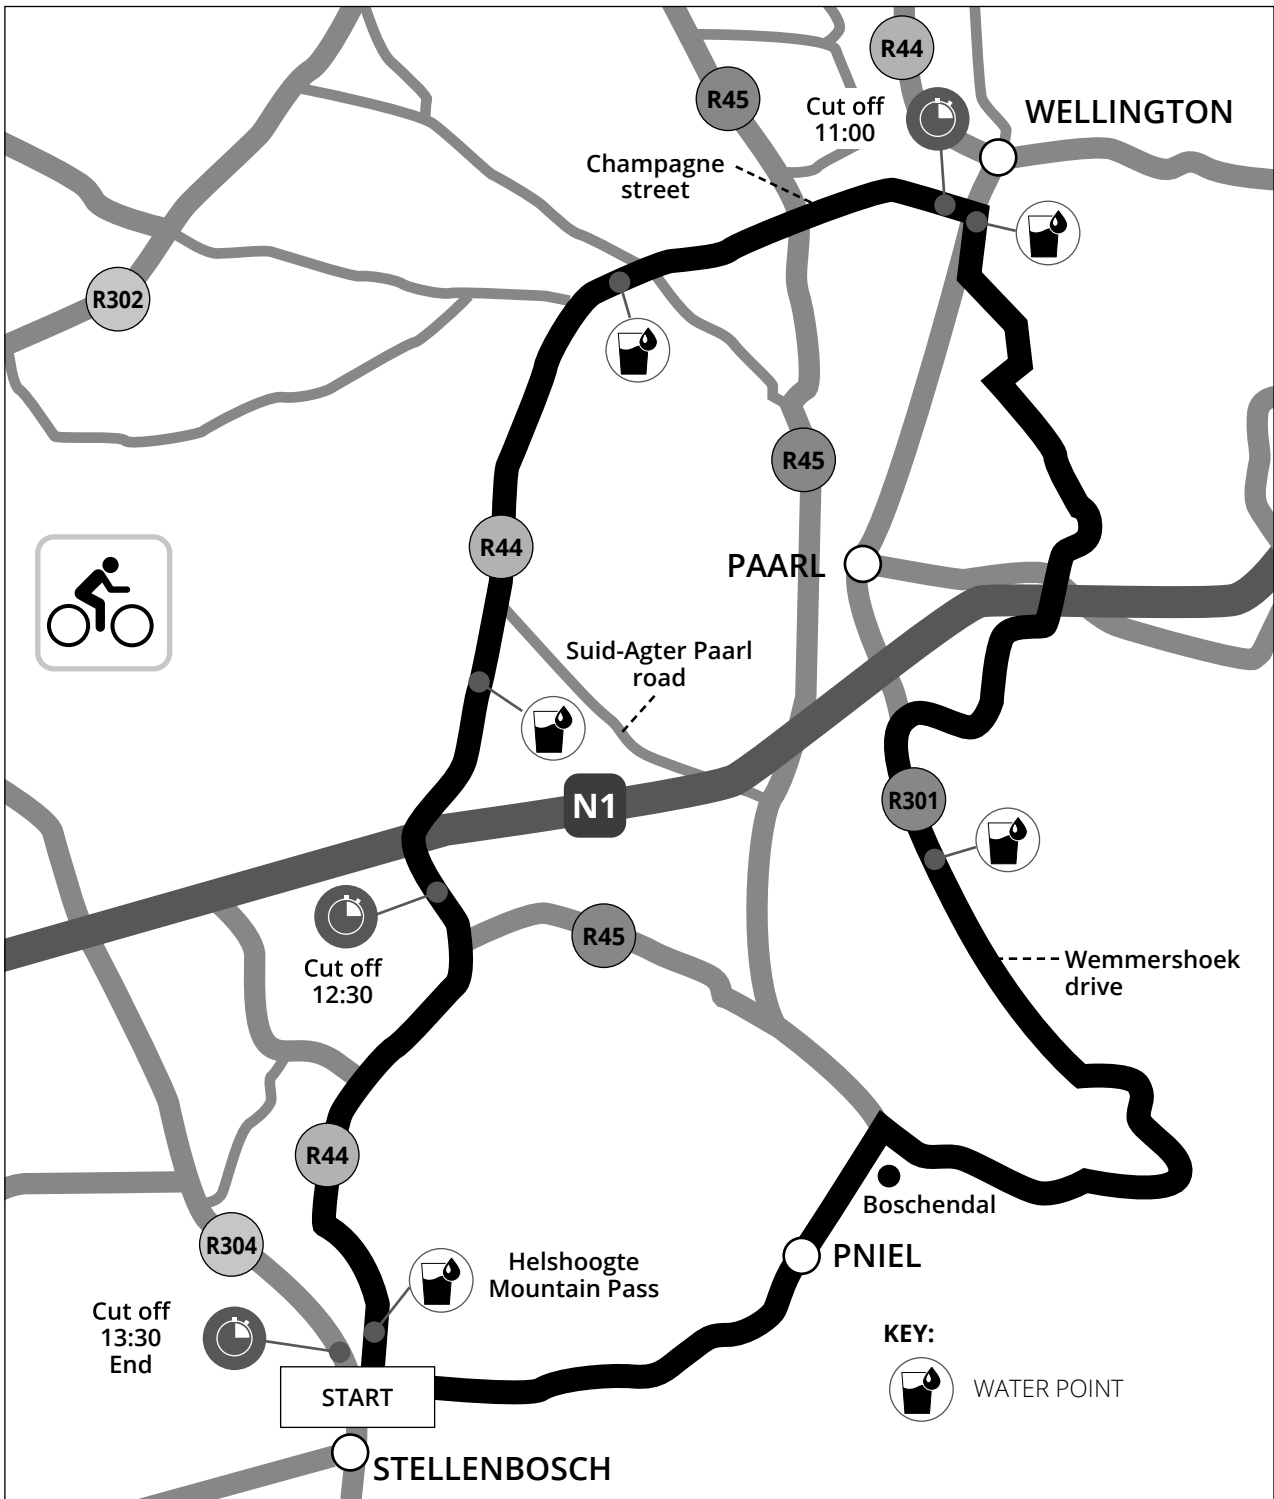 R44
R45
Cut off
11:00
WELLINGTON
Champagne
street
R302
R45
R44
PAARL
Suid-Agter Paarl
road
N1
R301
Cut off
12:30
R45
Wemmershoek
drive
R44
Boschendal
R304
PNIEL
Helshoogte
Mountain Pass
Cut off
13:30
End
KEY:
WATER POINT
START
STELLENBOSCH